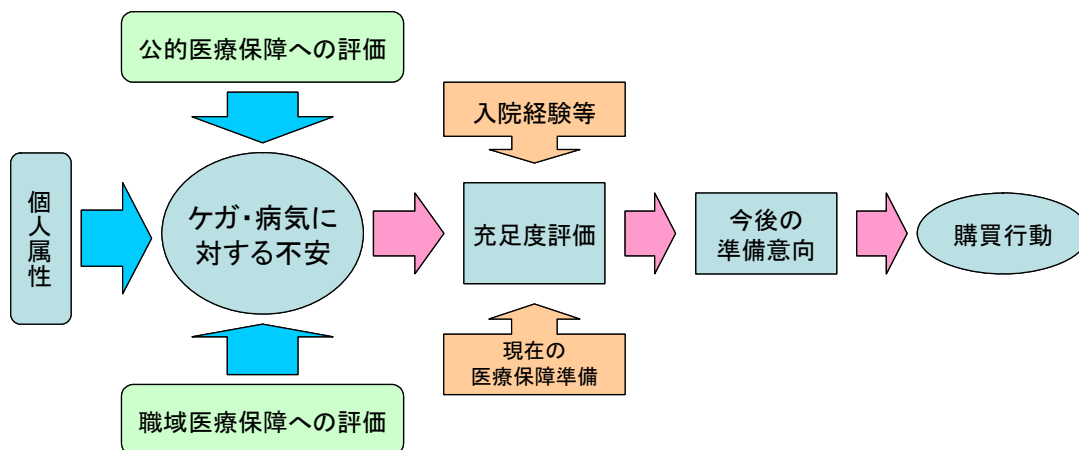 公的医療保障への評価
入院経験等
個人属性
ケガ・病気に
対する不安
充足度評価
今後の
準備意向
購買行動
現在の
医療保障準備
職域医療保障への評価